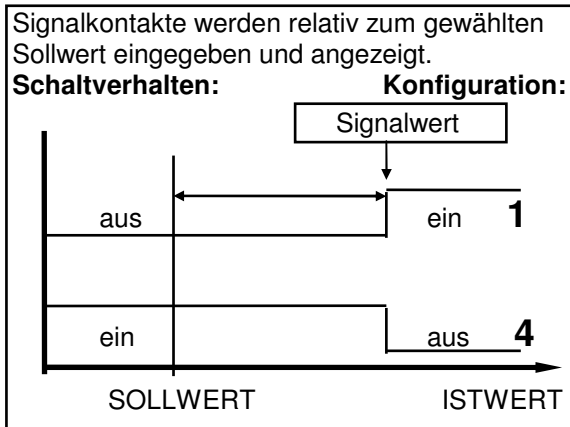 Signalkontakte werden relativ zum gewählten
Sollwert eingegeben und angezeigt.
Schaltverhalten: Konfiguration:
Signalwert
aus ein 1
ein aus 4
SOLLWERT ISTWERT